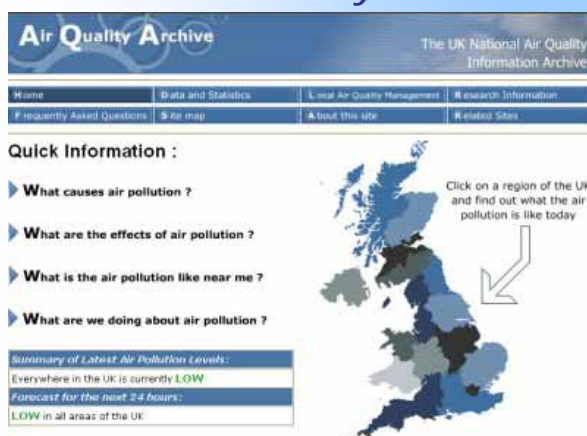 Air Quality Archive
The UK National Air Quality
Information Archive
Home
Data and Statistics
Local Air Quality Management
Research Information
Frequently Asked Questions
Site map
About this site
Related Sites
Quick Information :
What causes air pollution ?
What are the effects of air pollution ?
What is the air pollution like near me ?
What are we doing about air pollution ?
Click on a region of the UK
and find out what the air
pollution is like today
Summary of Latest Air Pollution Levels:
Everywhere in the UK is currently LOW
Forecast for the next 24 hours:
LOW in all areas of the UK